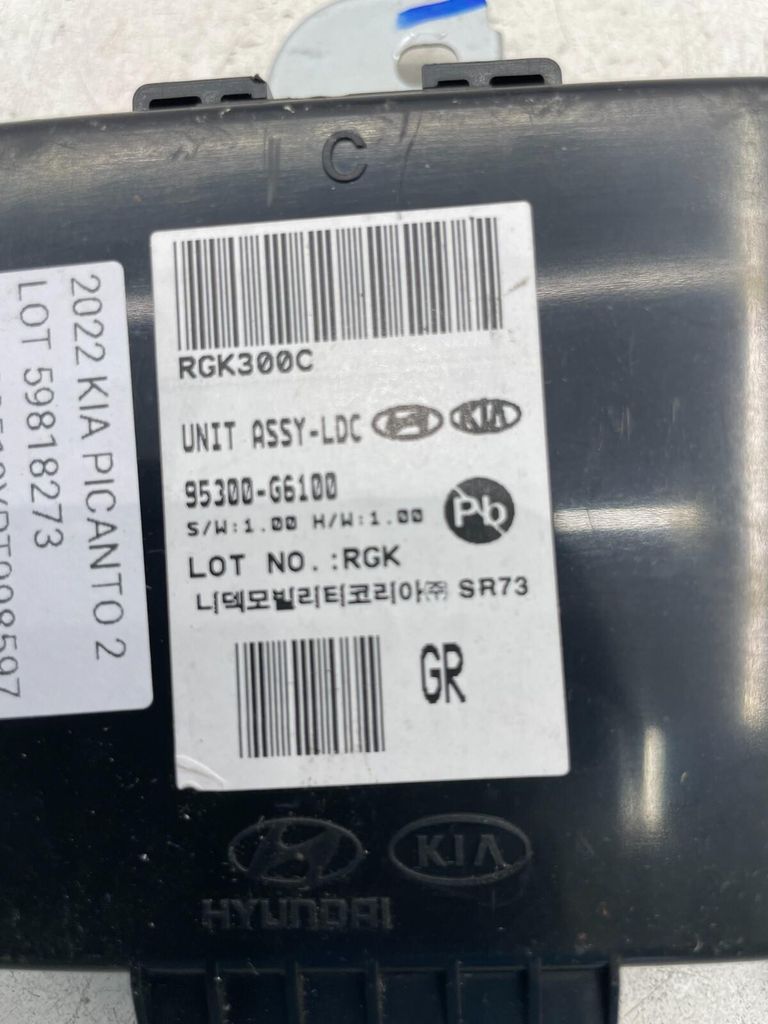 C
RGK300C
UNIT ASSY-LDC KIA
95300-G6100
S/W:1.00 H/W:1.00 Pb
LOT NO.:RGK
니덱모빌리티코리아㈜ SR73
GR
2022 KIA PICANTO 2
LOT 59818273
KIA
HYUNDAI